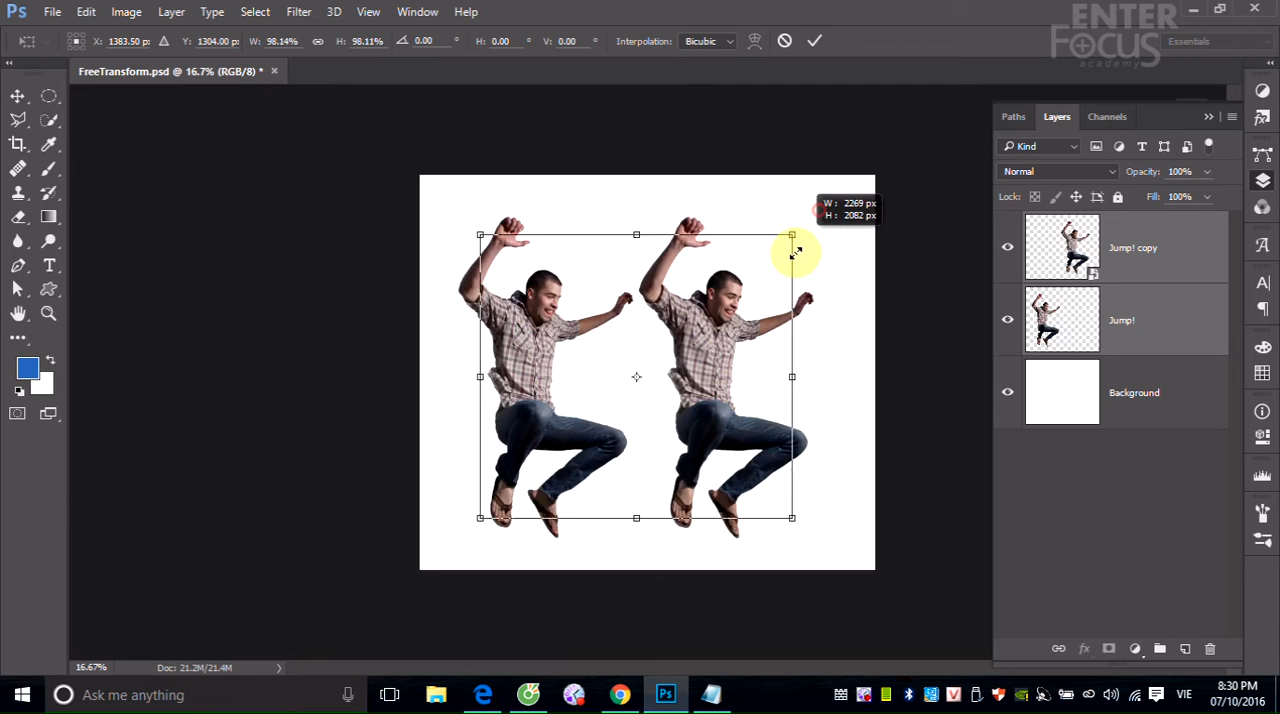 Ps File Edit Image Layer Type Select Filter 3D View Window Help
X: 1383.50 p: Y: 1304.00 p: W: 98.14% H: 98.11% 0.00 ° H: 0.00 ° V: 0.00 ° Interpolation: Bicubic Essentials
ENTER
FOCUS
academy
FreeTransform.psd @ 16.7% (RGB/8) *
Paths Layers Channels
Kind
Normal Opacity: 100%
Lock: Fill: 100%
W: 2269 px
H: 2082 px
Jump! copy
Jump!
Background
16.67% Doc: 21.2M/21.4M
Ask me anything
VIE
8:30 PM
07/10/2016